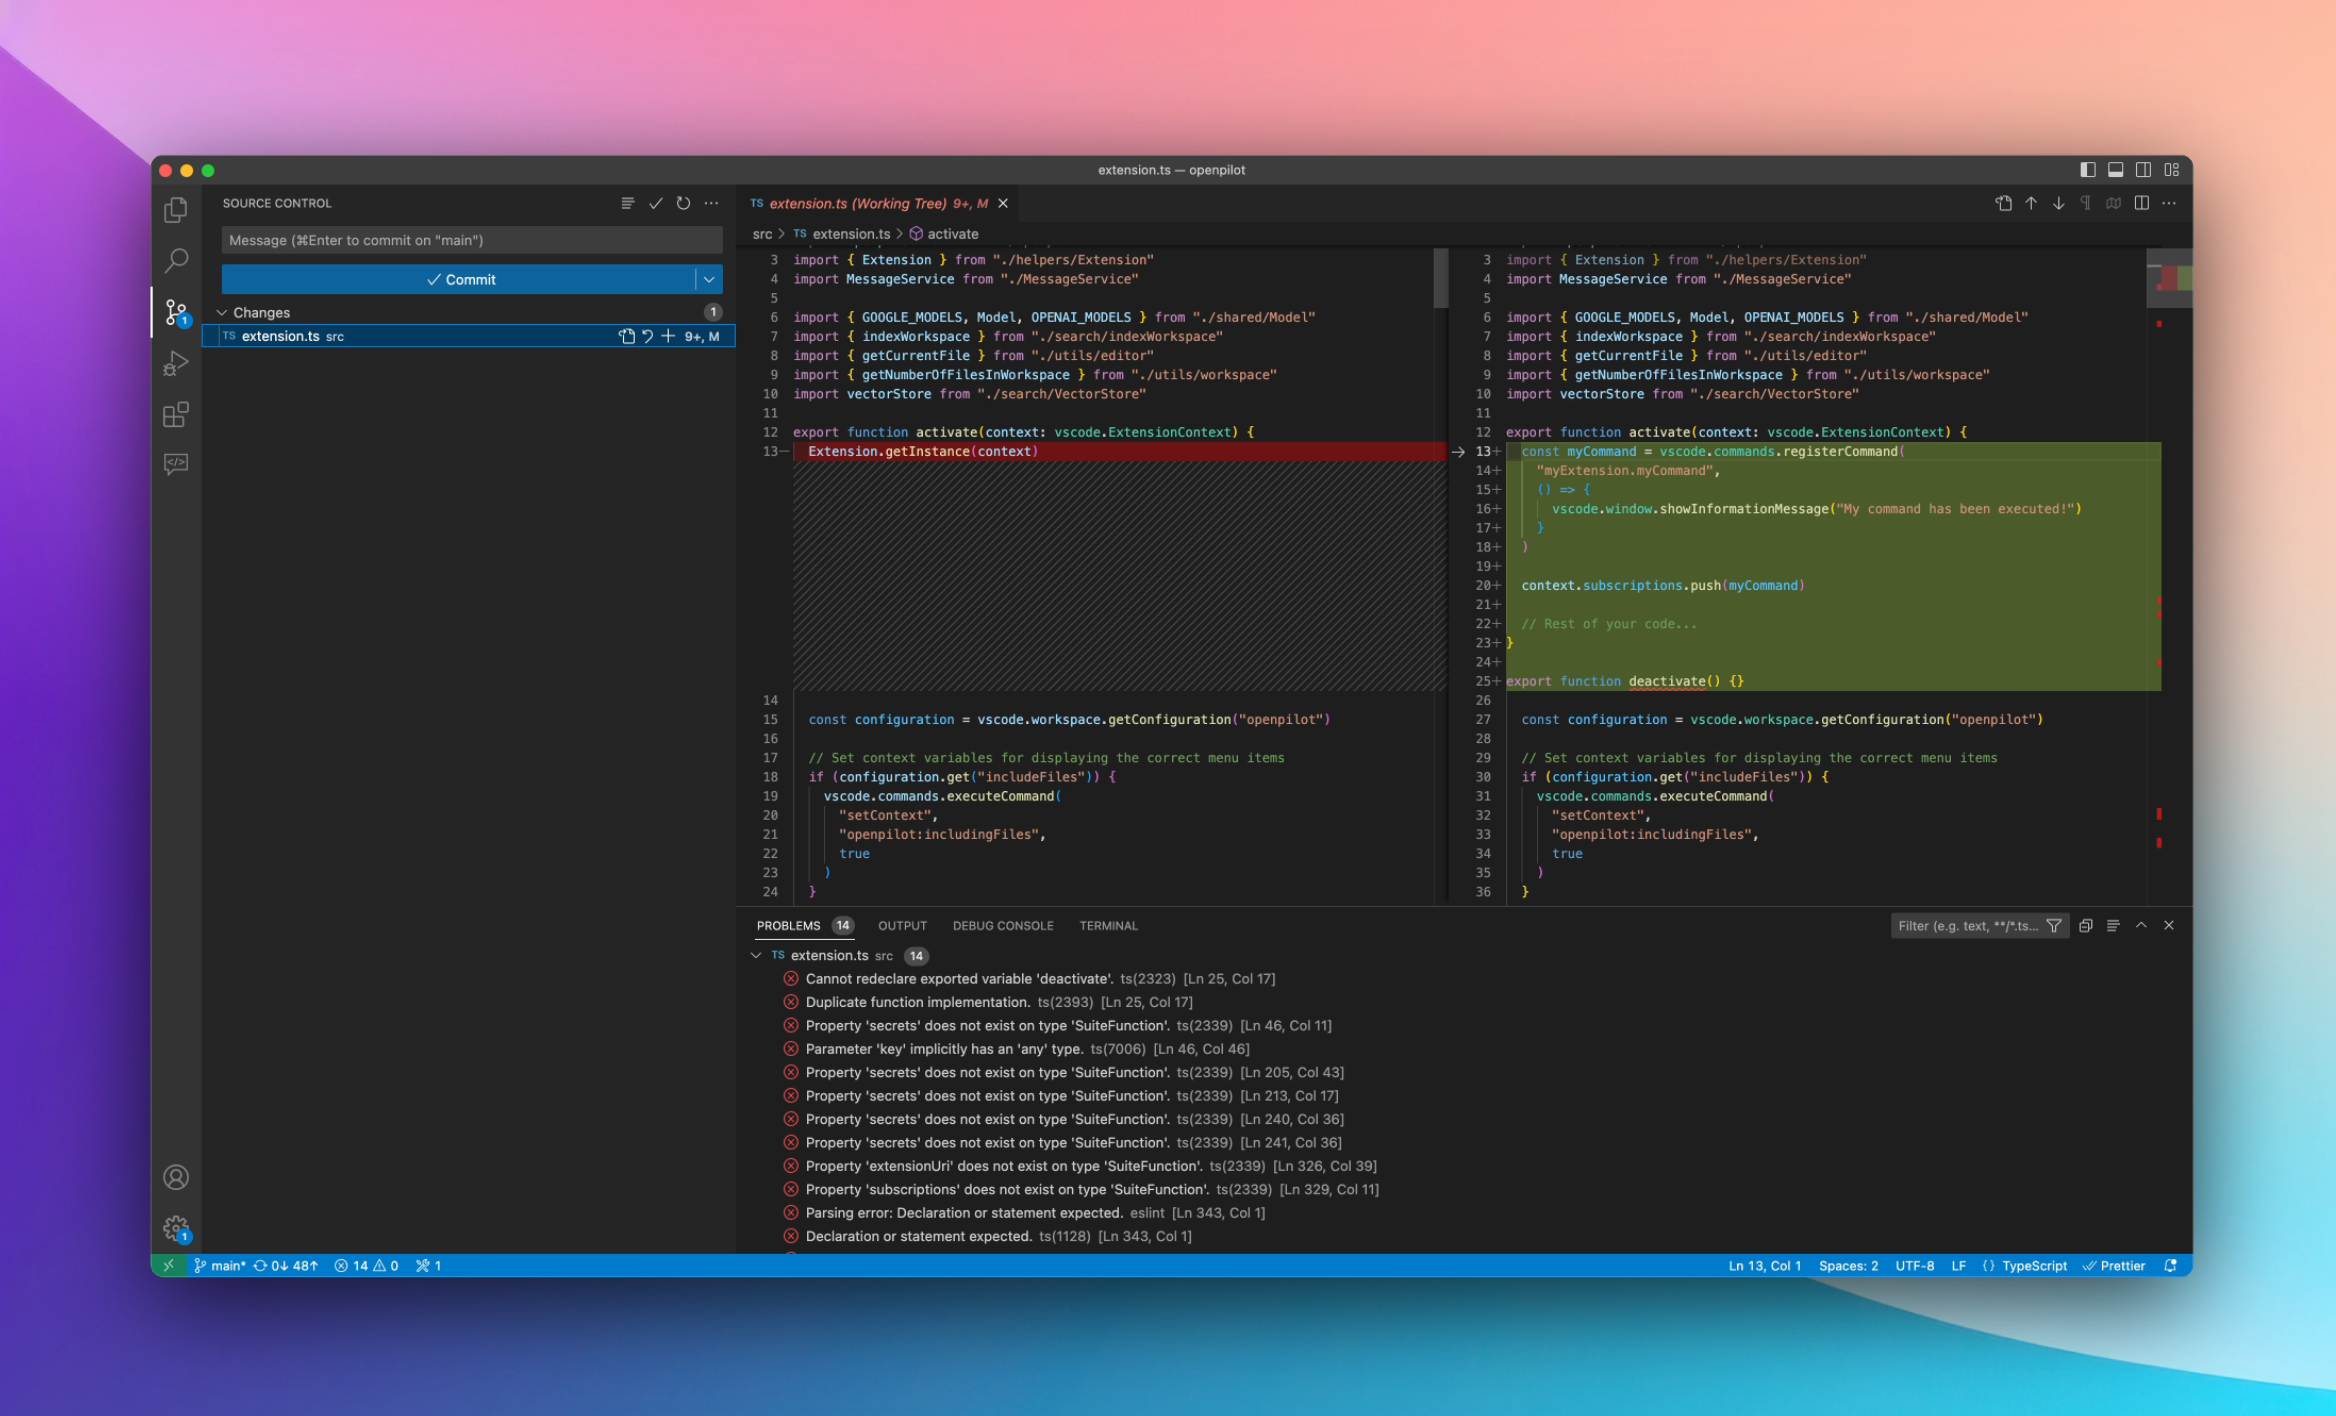 extension.ts — openpilot
SOURCE CONTROL
Message (⌘Enter to commit on "main")
Commit
Changes 1
TS extension.ts src 9+, M
1
1
TS extension.ts (Working Tree) 9+, M
src > TS extension.ts > activate
3 import { Extension } from "./helpers/Extension"
4 import MessageService from "./MessageService"
5
6 import { GOOGLE_MODELS, Model, OPENAI_MODELS } from "./shared/Model"
7 import { indexWorkspace } from "./search/indexWorkspace"
8 import { getCurrentFile } from "./utils/editor"
9 import { getNumberOfFilesInWorkspace } from "./utils/workspace"
10 import vectorStore from "./search/VectorStore"
11
12 export function activate(context: vscode.ExtensionContext) {
13— Extension.getInstance(context)
14
15 const configuration = vscode.workspace.getConfiguration("openpilot")
16
17 // Set context variables for displaying the correct menu items
18 if (configuration.get("includeFiles")) {
19 vscode.commands.executeCommand(
20 "setContext",
21 "openpilot:includingFiles",
22 true
23 )
24 }
3 import { Extension } from "./helpers/Extension"
4 import MessageService from "./MessageService"
5
6 import { GOOGLE_MODELS, Model, OPENAI_MODELS } from "./shared/Model"
7 import { indexWorkspace } from "./search/indexWorkspace"
8 import { getCurrentFile } from "./utils/editor"
9 import { getNumberOfFilesInWorkspace } from "./utils/workspace"
10 import vectorStore from "./search/VectorStore"
11
12 export function activate(context: vscode.ExtensionContext) {
13+ const myCommand = vscode.commands.registerCommand(
14+ "myExtension.myCommand",
15+ () => {
16+ vscode.window.showInformationMessage("My command has been executed!")
17+ }
18+ )
19+
20+ context.subscriptions.push(myCommand)
21+
22+ // Rest of your code...
23+ }
24+
25+ export function deactivate() {}
26
27 const configuration = vscode.workspace.getConfiguration("openpilot")
28
29 // Set context variables for displaying the correct menu items
30 if (configuration.get("includeFiles")) {
31 vscode.commands.executeCommand(
32 "setContext",
33 "openpilot:includingFiles",
34 true
35 )
36 }
PROBLEMS 14 OUTPUT DEBUG CONSOLE TERMINAL Filter (e.g. text, **/*.ts...
TS extension.ts src 14
Cannot redeclare exported variable 'deactivate'. ts(2323) [Ln 25, Col 17]
Duplicate function implementation. ts(2393) [Ln 25, Col 17]
Property 'secrets' does not exist on type 'SuiteFunction'. ts(2339) [Ln 46, Col 11]
Parameter 'key' implicitly has an 'any' type. ts(7006) [Ln 46, Col 46]
Property 'secrets' does not exist on type 'SuiteFunction'. ts(2339) [Ln 205, Col 43]
Property 'secrets' does not exist on type 'SuiteFunction'. ts(2339) [Ln 213, Col 17]
Property 'secrets' does not exist on type 'SuiteFunction'. ts(2339) [Ln 240, Col 36]
Property 'secrets' does not exist on type 'SuiteFunction'. ts(2339) [Ln 241, Col 36]
Property 'extensionUri' does not exist on type 'SuiteFunction'. ts(2339) [Ln 326, Col 39]
Property 'subscriptions' does not exist on type 'SuiteFunction'. ts(2339) [Ln 329, Col 11]
Parsing error: Declaration or statement expected. eslint [Ln 343, Col 1]
Declaration or statement expected. ts(1128) [Ln 343, Col 1]
main* 0↓ 48↑ 14 0 1 Ln 13, Col 1 Spaces: 2 UTF-8 LF {} TypeScript Prettier